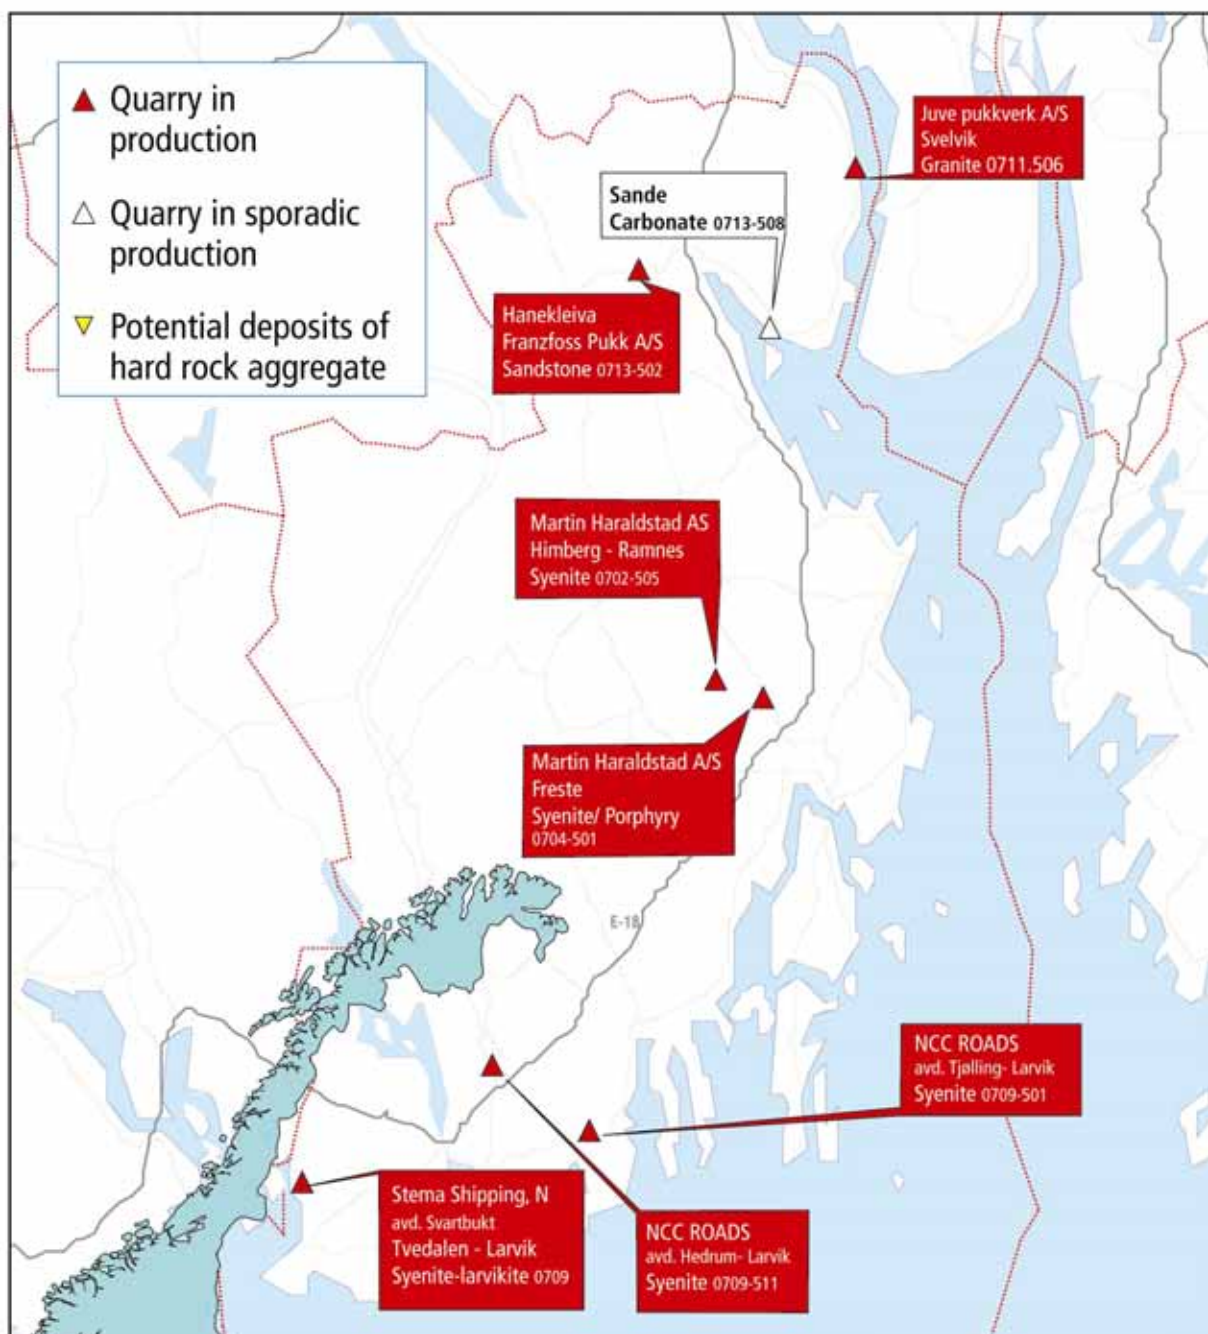 Quarry in
production
Quarry in sporadic
production
Potential deposits of
hard rock aggregate
Juve pukkverk A/S
Svelvik
Granite 0711.506
Sande
Carbonate 0713-508
Hanekleiva
Franzfoss Pukk A/S
Sandstone 0713-502
Martin Haraldstad AS
Himberg - Ramnes
Syenite 0702-505
Martin Haraldstad A/S
Freste
Syenite/ Porphyry
0704-501
E-18
NCC ROADS
avd. Tjølling- Larvik
Syenite 0709-501
Stema Shipping, N
avd. Svartbukt
Tvedalen - Larvik
Syenite-larvikite 0709
NCC ROADS
avd. Hedrum- Larvik
Syenite 0709-511